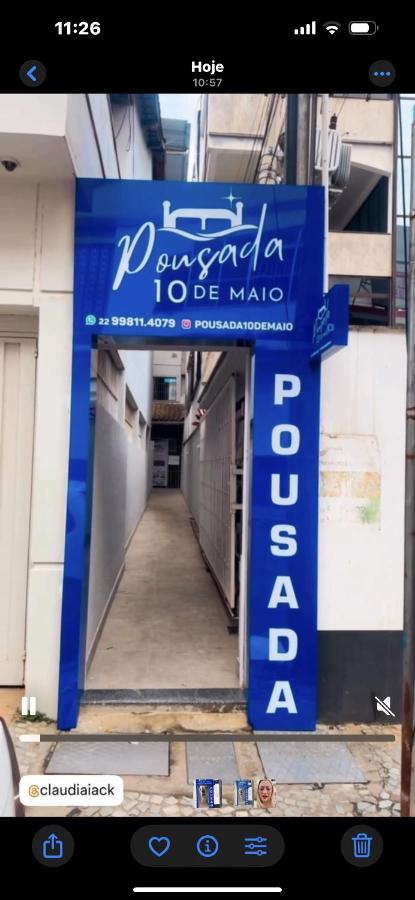 11:26
Hoje
10:57
Pousada
10 DE MAIO
22 99811.4079 POUSADA10DEMAIO
POUSADA
@claudiaiack